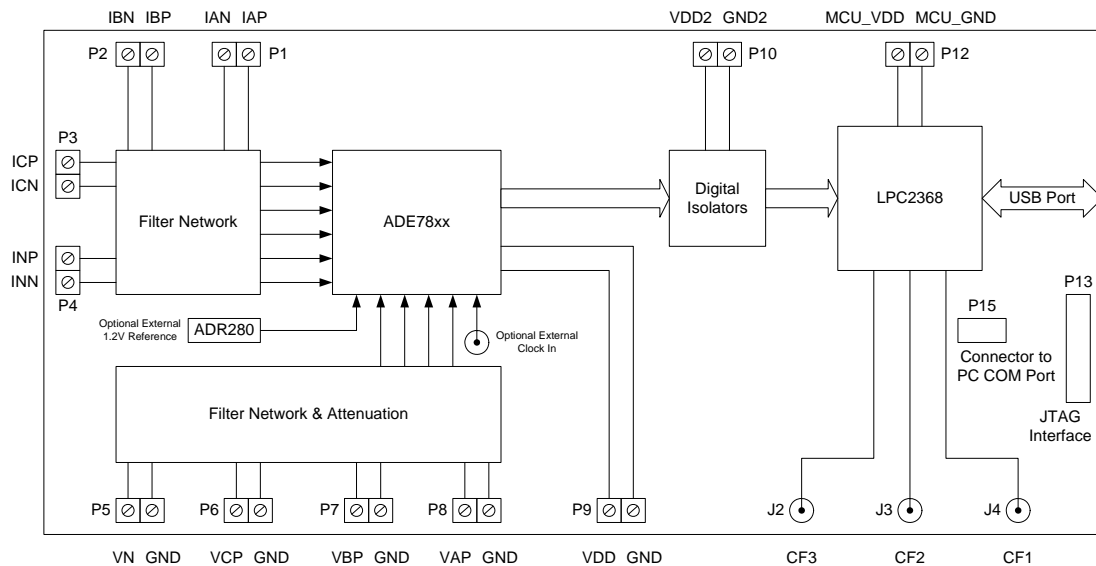 IBN IBP IAN IAP VDD2 GND2 MCU_VDD MCU_GND
P2 P1 P10 P12
P3
ICP
ICN
Filter Network
ADE78xx
Digital
Isolators
LPC2368
USB Port
INP
INN
P4
Optional External
1.2V Reference
ADR280
Optional External
Clock In
P15
Connector to
PC COM Port
P13
JTAG
Interface
Filter Network & Attenuation
P5 P6 P7 P8 P9 J2 J3 J4
VN GND VCP GND VBP GND VAP GND VDD GND CF3 CF2 CF1